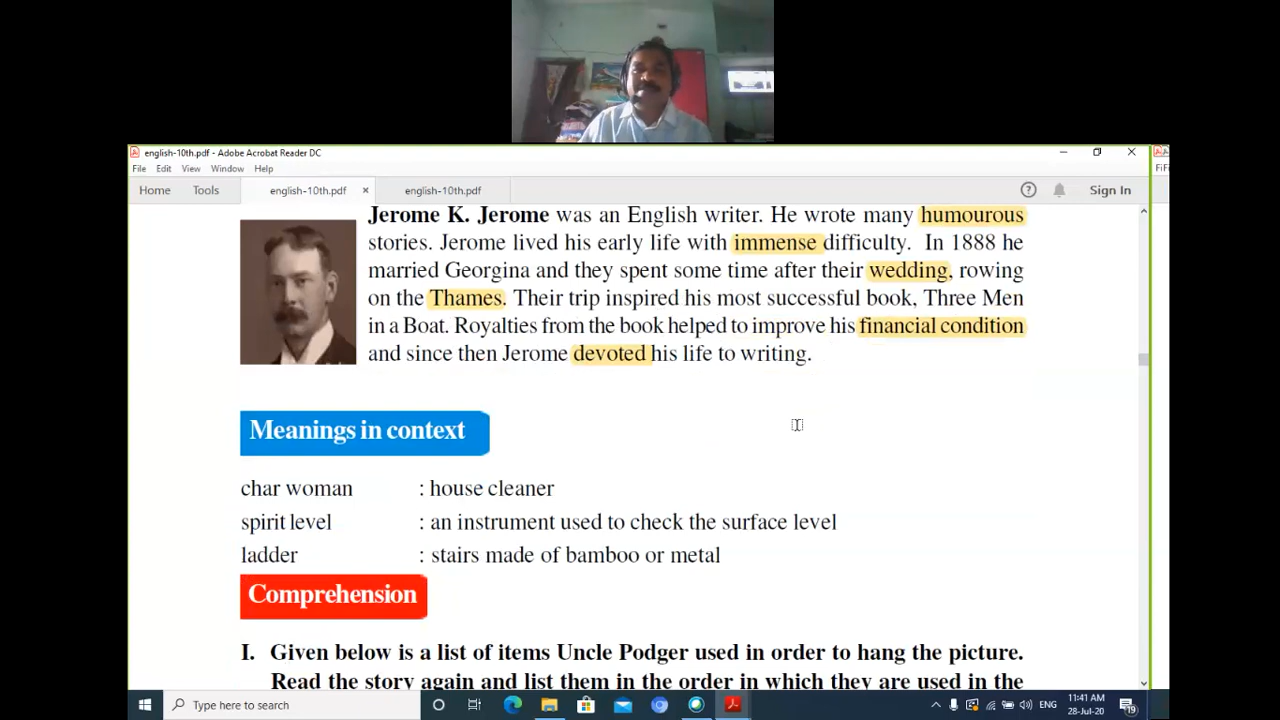 english-10th.pdf - Adobe Acrobat Reader DC
File Edit View Window Help
Home Tools english-10th.pdf × english-10th.pdf Sign In
FiFi
Jerome K. Jerome was an English writer. He wrote many humourous
stories. Jerome lived his early life with immense difficulty. In 1888 he
married Georgina and they spent some time after their wedding, rowing
on the Thames. Their trip inspired his most successful book, Three Men
in a Boat. Royalties from the book helped to improve his financial condition
and since then Jerome devoted his life to writing.
Meanings in context
char woman : house cleaner
spirit level : an instrument used to check the surface level
ladder : stairs made of bamboo or metal
Comprehension
I. Given below is a list of items Uncle Podger used in order to hang the picture.
Read the story again and list them in the order in which they are used in the
Type here to search
ENG
11:41 AM
28-Jul-20
19